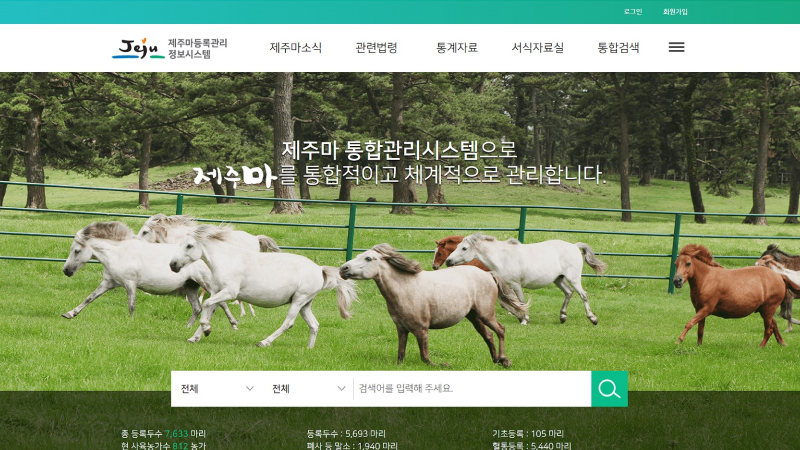 로그인 회원가입
Jeju 제주마등록관리
정보시스템
제주마소식 관련법령 통계자료 서식자료실 통합검색
제주마 통합관리시스템으로
제주마를 통합적이고 체계적으로 관리합니다.
전체 전체 검색어를 입력해 주세요.
총 등록두수 7,633 마리 등록두수 : 5,693 마리 기초등록 : 105 마리
현 사육농가수 812 농가 폐사 등 말소 : 1,940 마리 혈통등록 : 5,440 마리